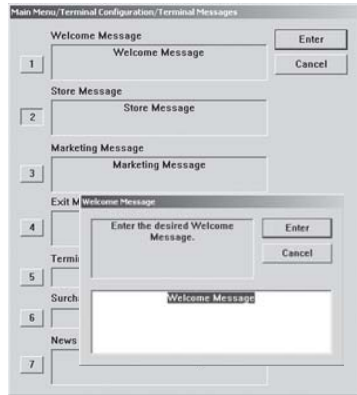 Main Menu/Terminal Configuration/Terminal Messages
Welcome Message
Enter
Welcome Message
1
Cancel
Store Message
Store Message
2
Marketing Message
Marketing Message
3
Exit M
Welcome Message
4
Enter the desired Welcome
Message.
Enter
Cancel
Termi
5
Welcome Message
Surch
6
News
7